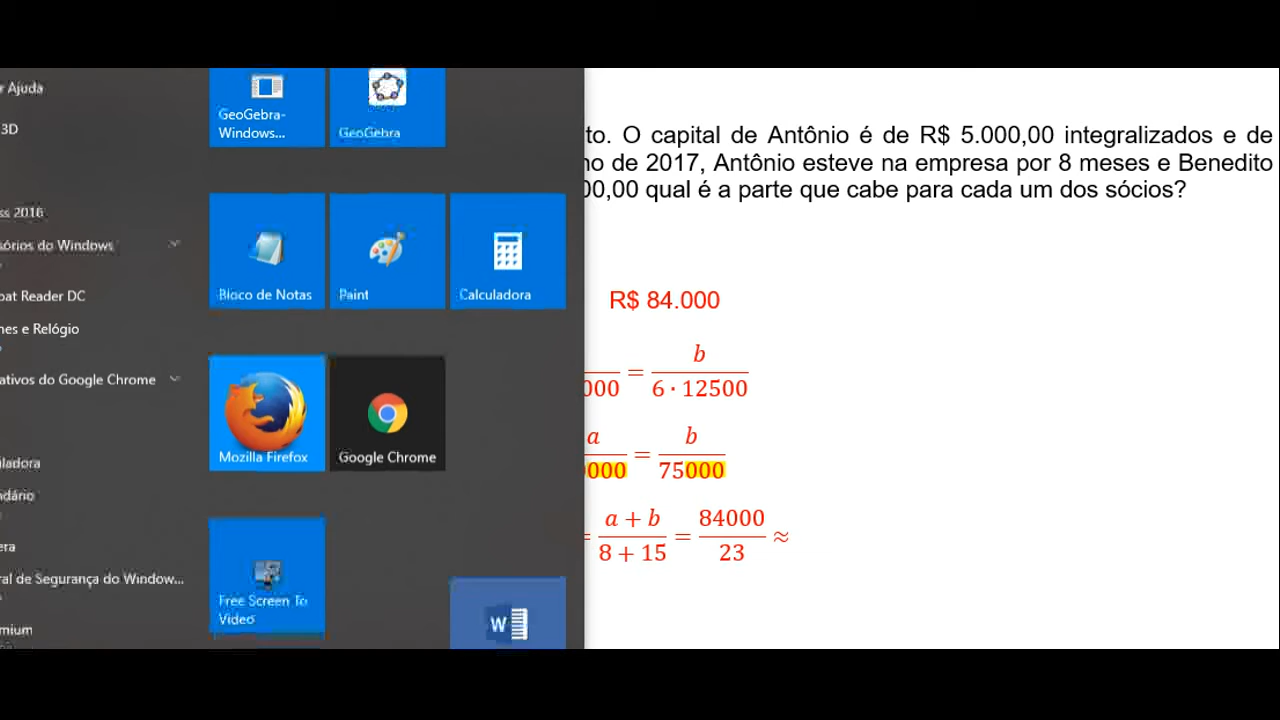 r Ajuda
3D
ss 2016
sórios do Windows
bat Reader DC
nes e Relógio
ativos do Google Chrome
iladora
ndário
era
ral de Segurança do Window...
mium
GeoGebra-
Windows...
GeoGebra
Bloco de Notas
Paint
Calculadora
Mozilla Firefox
Google Chrome
Free Screen To
Video
W
to. O capital de Antônio é de R$ 5.000,00 integralizados e de
ho de 2017, Antônio esteve na empresa por 8 meses e Benedito
00,00 qual é a parte que cabe para cada um dos sócios?
R$ 84.000
000 = b / 6 · 12500
a / 0000 = b / 75000
= a + b / 8 + 15 = 84000 / 23 ≈